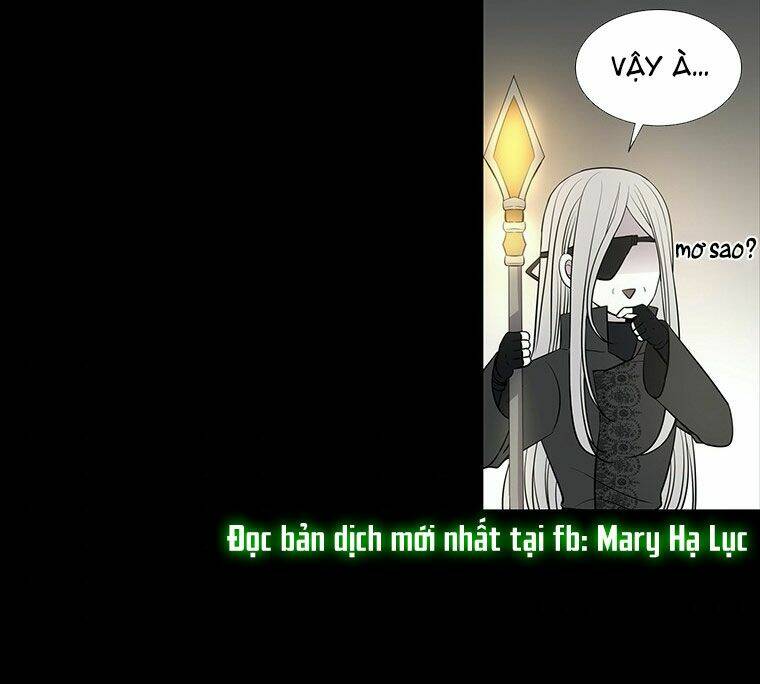 VẬY À...
mơ sao?
Đọc bản dịch mới nhất tại fb: Mary Hạ Lục